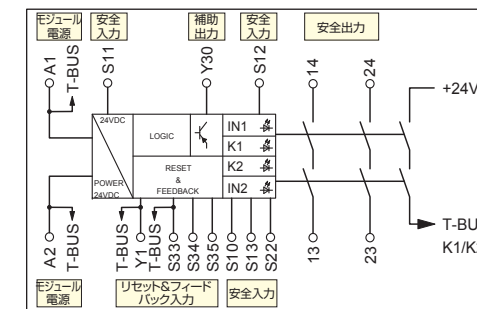 モジュール
電源
安全
入力
補助
出力
安全
入力
安全出力
A1
T-BUS
S11
Y30
S12
14
24
+24V
24VDC
LOGIC
IN1
K1
POWER
24VDC
RESET
&
FEEDBACK
K2
IN2
T-BU
K1/K
A2
T-BUS
T-BUS
Y1
T-BUS
S33
S34
S35
S10
S13
S22
13
23
モジュール
電源
リセット&フィード
バック入力
安全入力